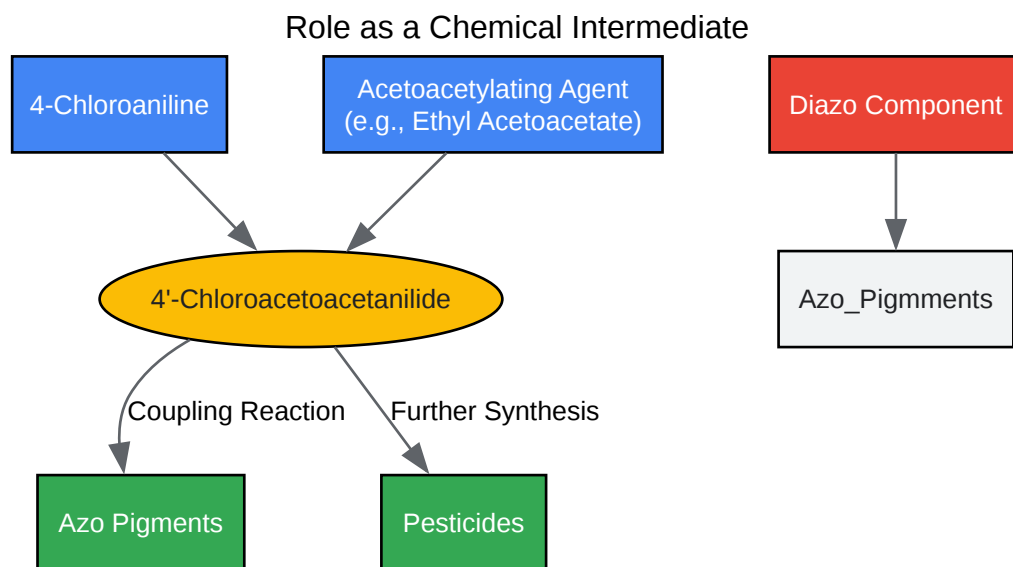 Role as a Chemical Intermediate
4-Chloroaniline
Acetoacetylating Agent
(e.g., Ethyl Acetoacetate)
Diazo Component
4'-Chloroacetoacetanilide
Azo_Pigmments
Coupling Reaction
Further Synthesis
Azo Pigments
Pesticides